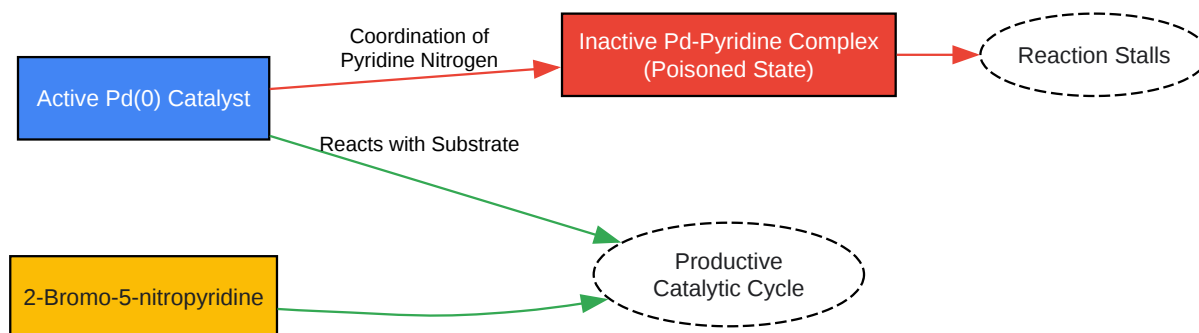 Coordination of
Pyridine Nitrogen
Inactive Pd-Pyridine Complex
(Poisoned State)
Reaction Stalls
Active Pd(0) Catalyst
Reacts with Substrate
2-Bromo-5-nitropyridine
Productive
Catalytic Cycle